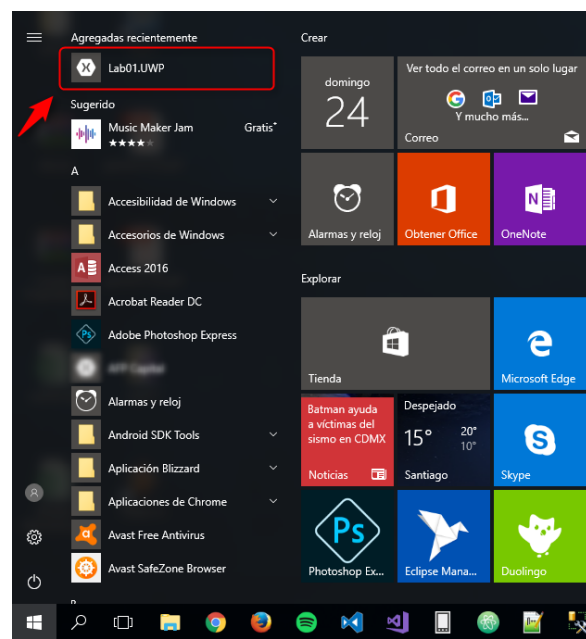 Agregadas recientemente
Lab01.UWP
Sugerido
Music Maker Jam Gratis*
A
Accesibilidad de Windows
Accesorios de Windows
Access 2016
Acrobat Reader DC
Adobe Photoshop Express
Alarmas y reloj
Android SDK Tools
Aplicación Blizzard
Aplicaciones de Chrome
Avast Free Antivirus
Avast SafeZone Browser
Crear
domingo
24
Ver todo el correo en un solo lugar
Y mucho más...
Correo
Alarmas y reloj
Obtener Office
OneNote
Explorar
Tienda
Microsoft Edge
Batman ayuda
a víctimas del
sismo en CDMX
Noticias
Despejado
15° 20°
10°
Santiago
Skype
Ps
Photoshop Ex...
Eclipse Mana...
Duolingo